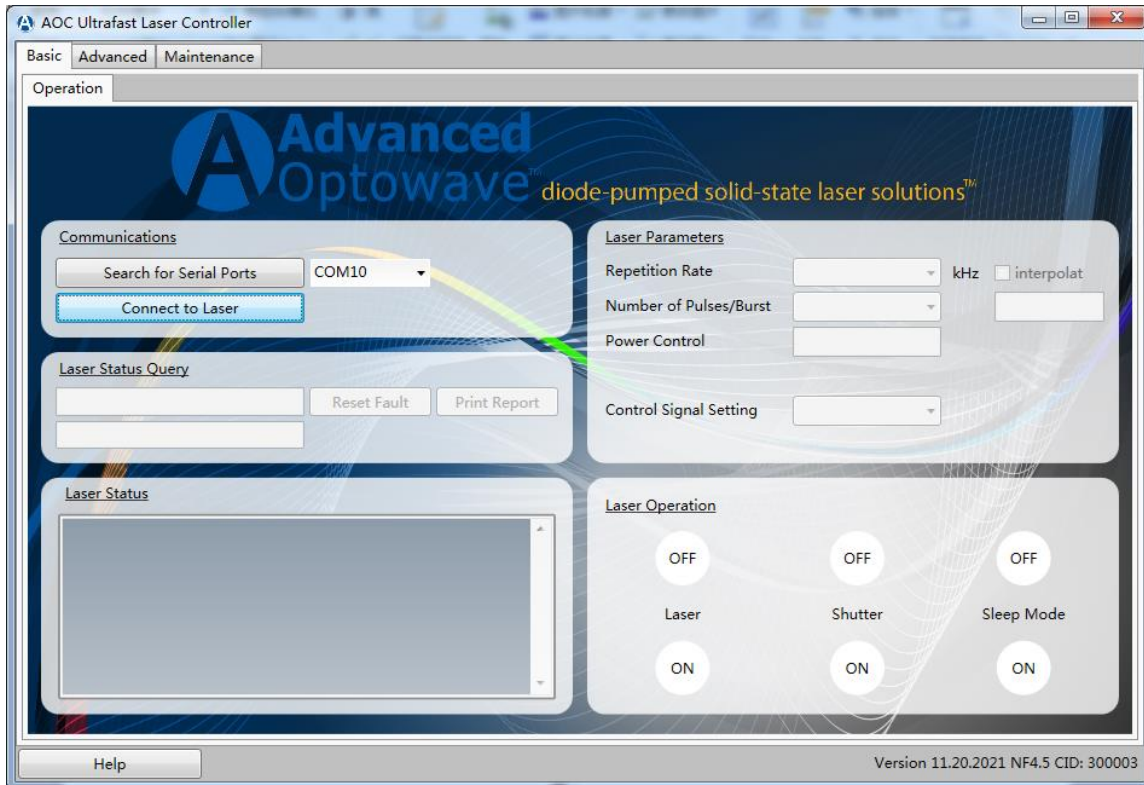 AOC Ultrafast Laser Controller
Basic Advanced Maintenance
Operation
Advanced
Optowave™ diode-pumped solid-state laser solutions™
Communications
Search for Serial Ports COM10
Connect to Laser
Laser Status Query
Reset Fault Print Report
Laser Status
Laser Parameters
Repetition Rate kHz interpolat
Number of Pulses/Burst
Power Control
Control Signal Setting
Laser Operation
OFF OFF OFF
Laser Shutter Sleep Mode
ON ON ON
Help Version 11.20.2021 NF4.5 CID: 300003